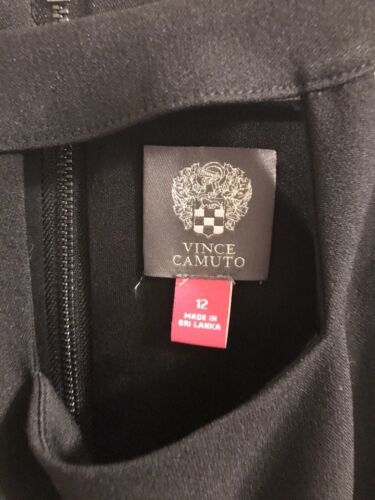 VINCE
CAMUTO
12
MADE IN
SRI LANKA